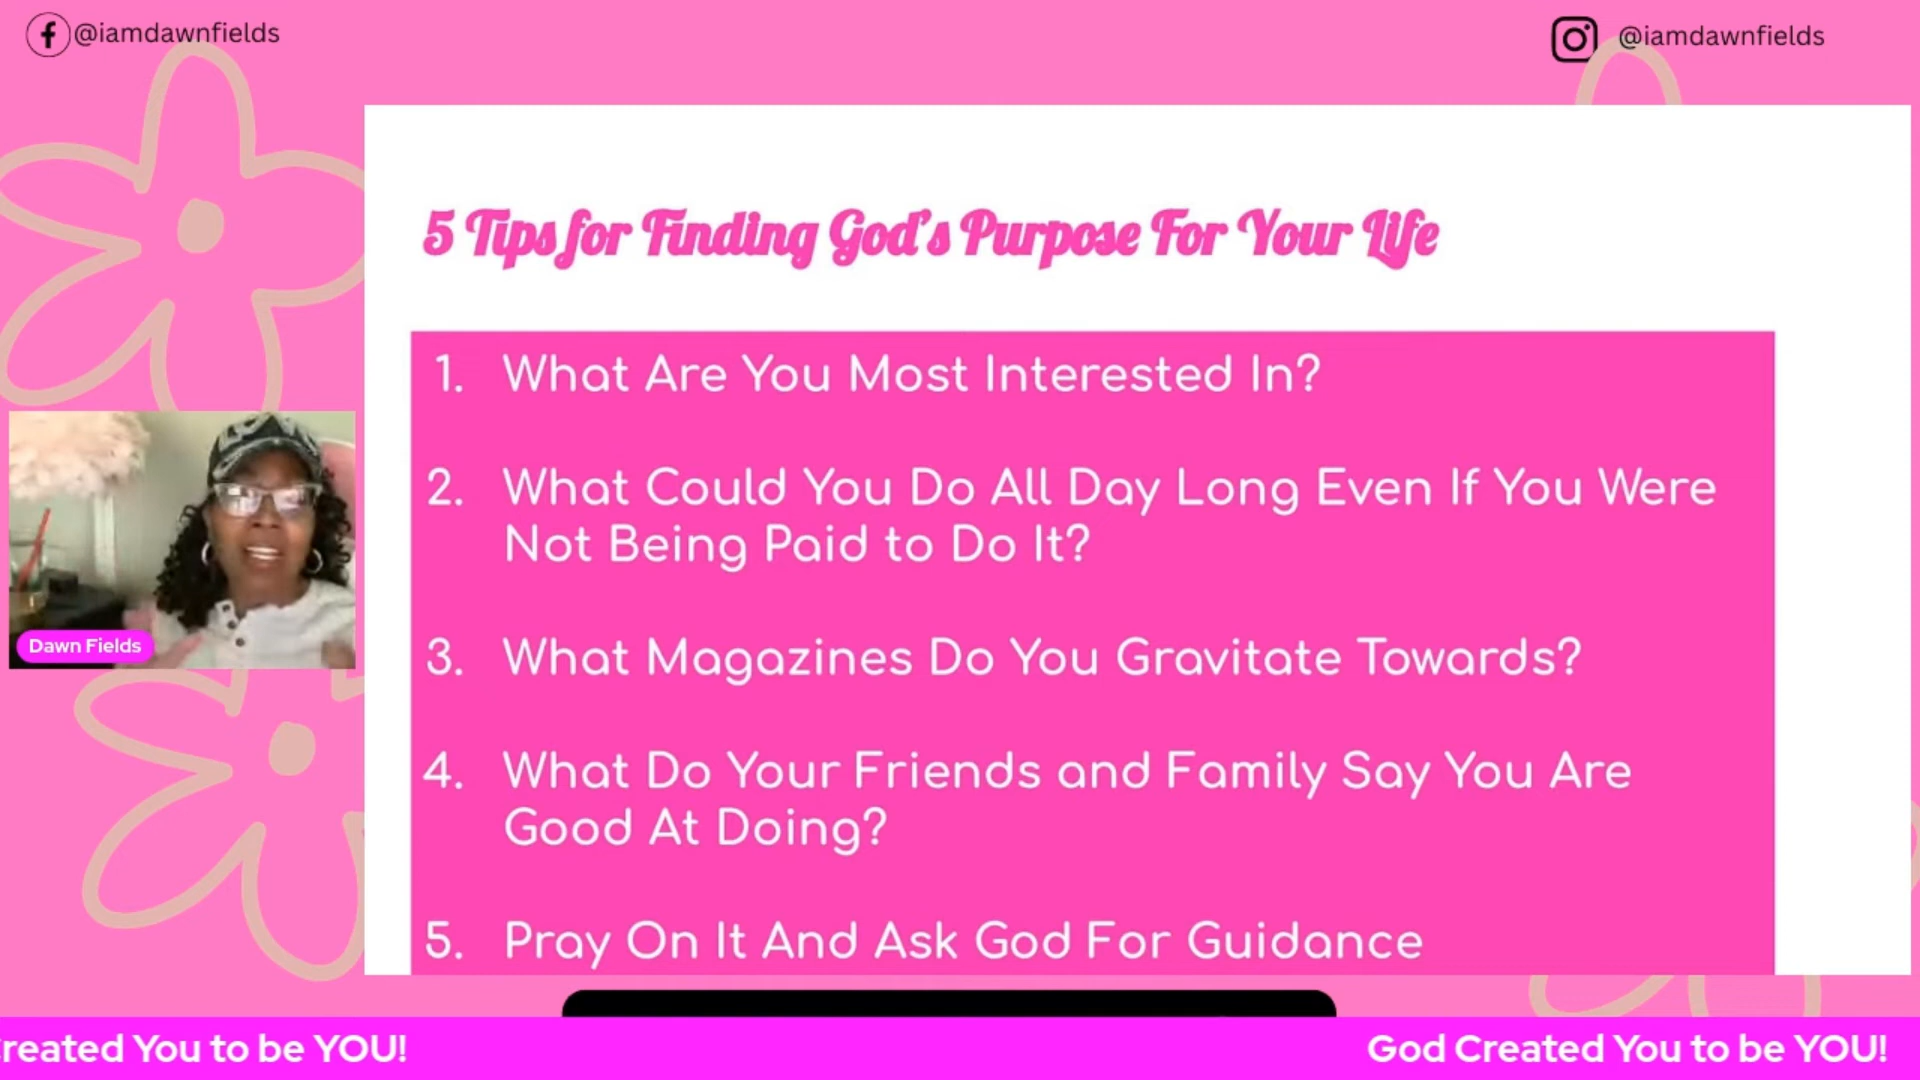 @iamdawnfields
@iamdawnfields
5 Tips for Finding God's Purpose For Your Life
1. What Are You Most Interested In?
2. What Could You Do All Day Long Even If You Were
Not Being Paid to Do It?
3. What Magazines Do You Gravitate Towards?
4. What Do Your Friends and Family Say You Are
Good At Doing?
5. Pray On It And Ask God For Guidance
Dawn Fields
reated You to be YOU!
God Created You to be YOU!